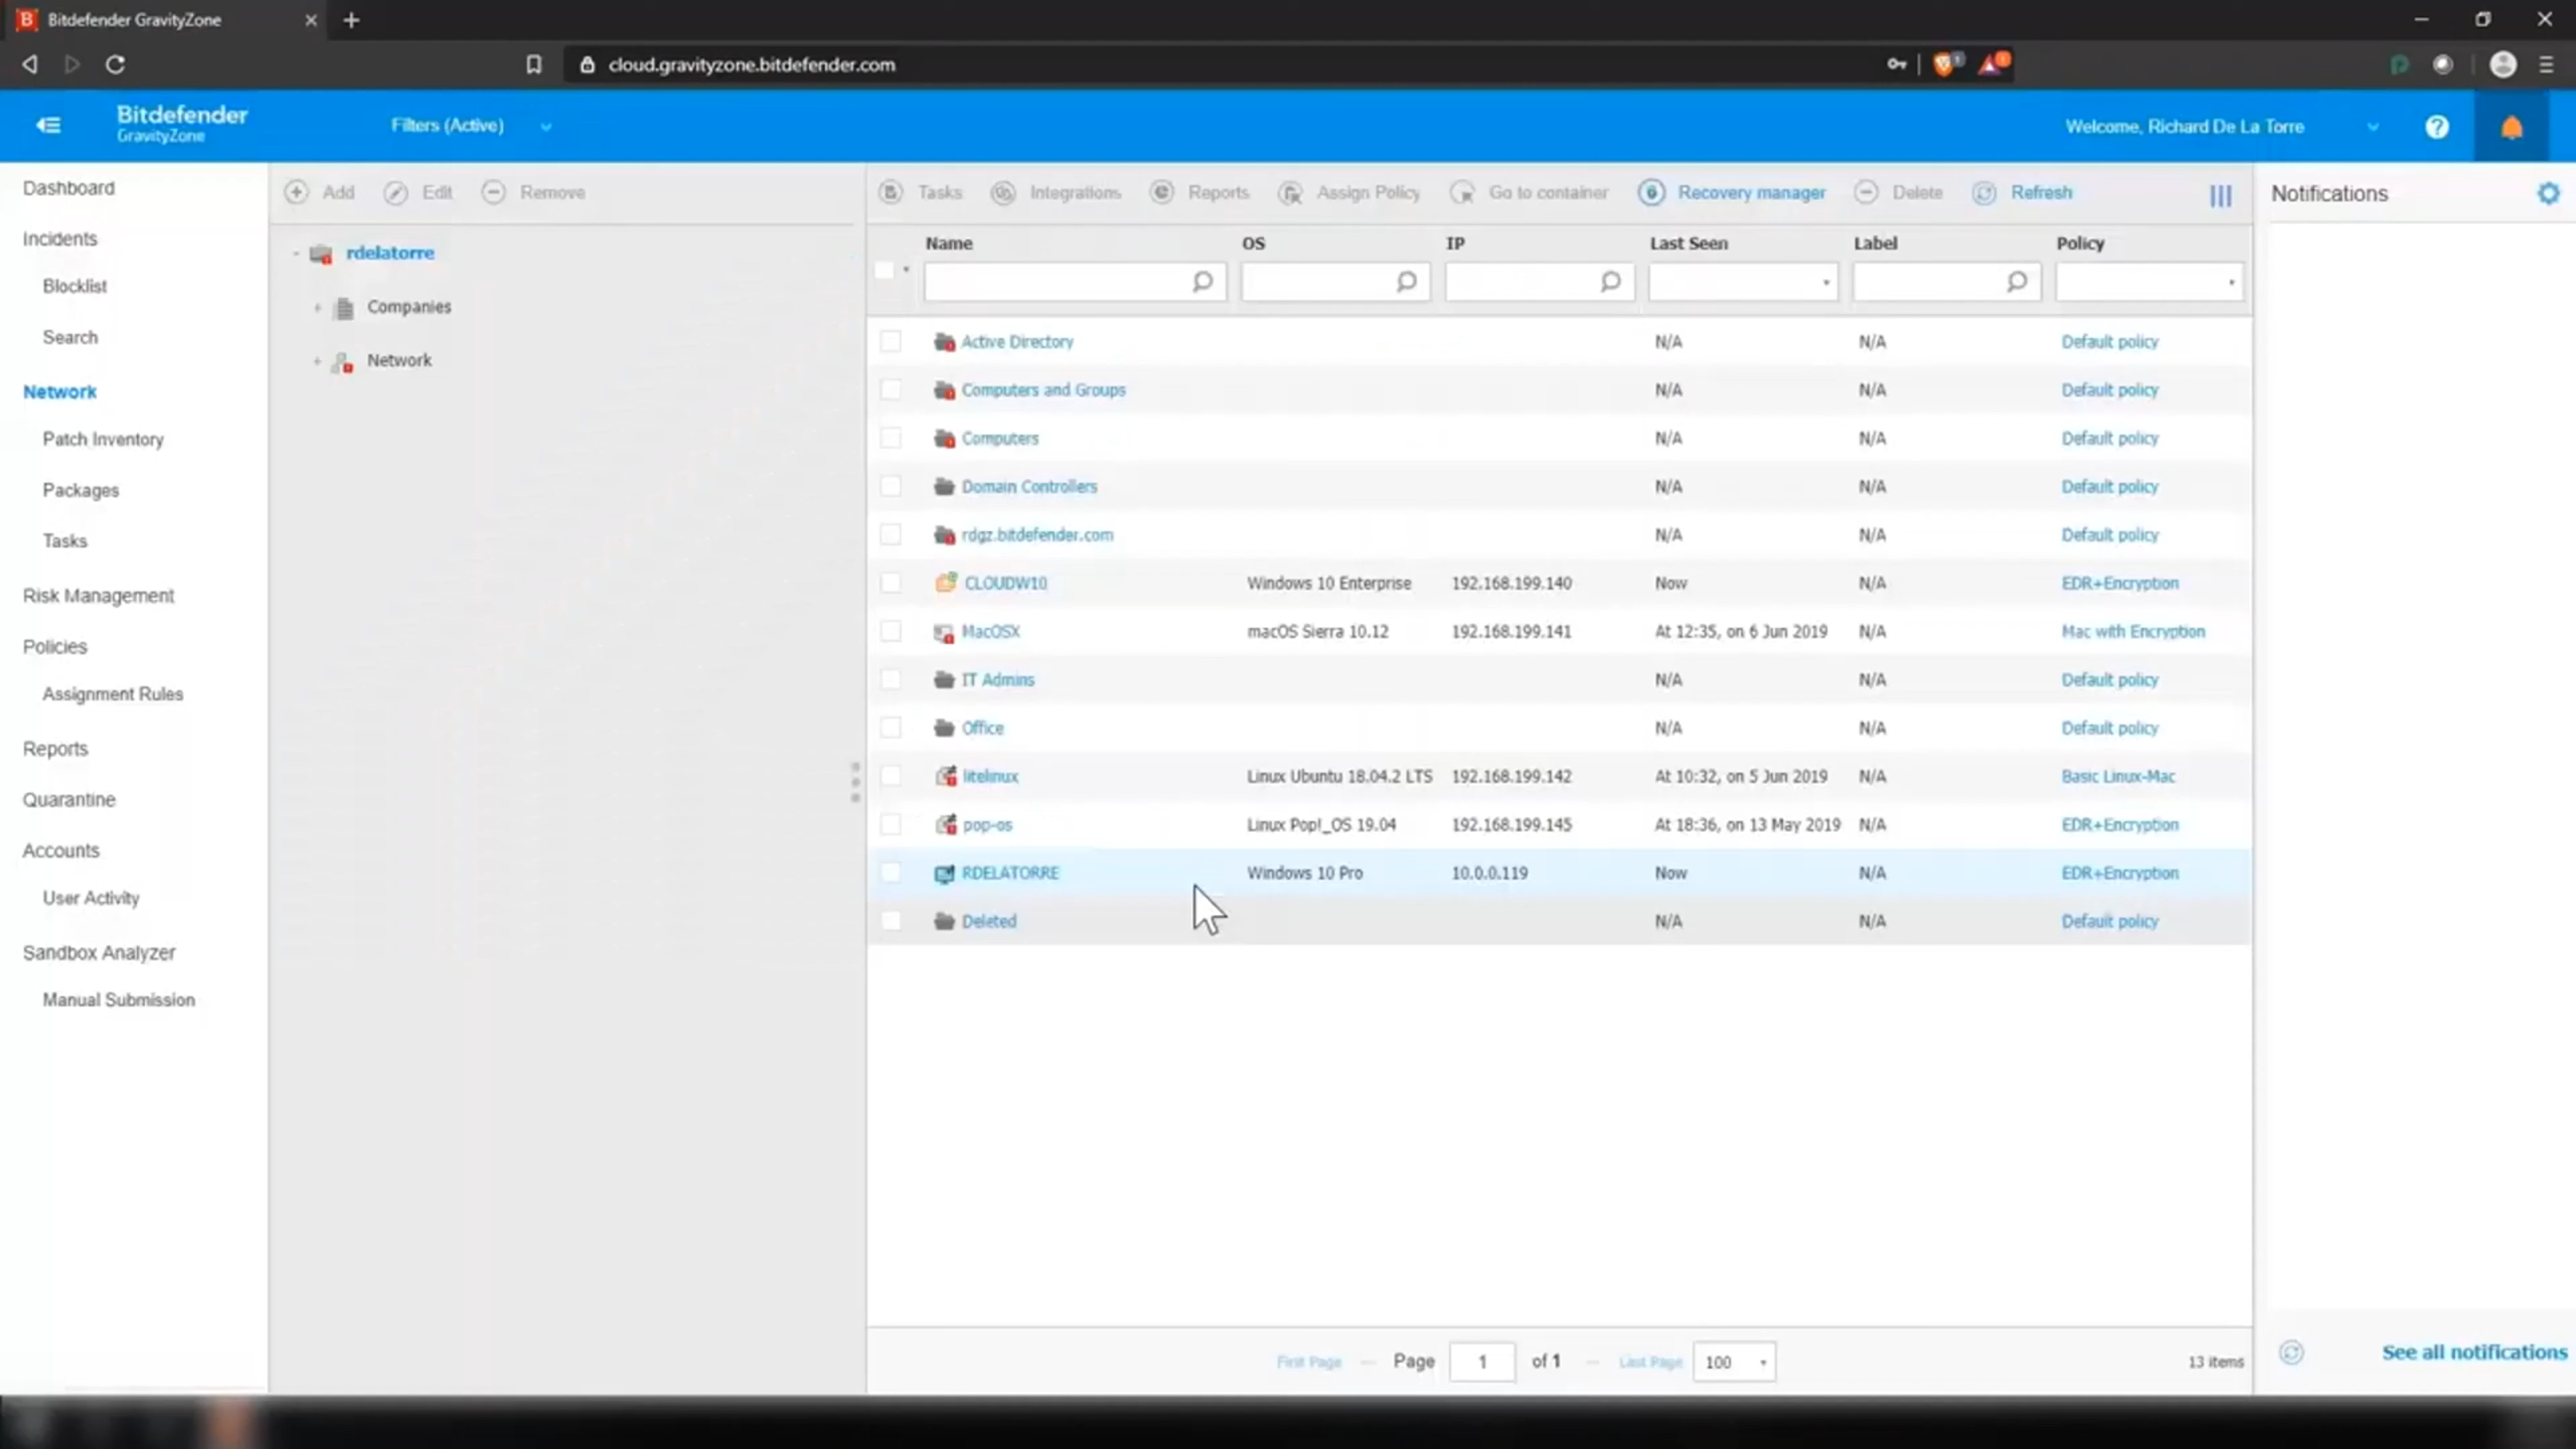 Bitdefender GravityZone
cloud.gravityzone.bitdefender.com
Bitdefender
GravityZone
Filters (Active)
Welcome, Richard De La Torre
Dashboard
Incidents
Blocklist
Search
Network
Patch Inventory
Packages
Tasks
Risk Management
Policies
Assignment Rules
Reports
Quarantine
Accounts
User Activity
Sandbox Analyzer
Manual Submission
Add Edit Remove
rdelatorre
Companies
Network
Tasks Integrations Reports Assign Policy Go to container Recovery manager Delete Refresh
Name OS IP Last Seen Label Policy
Active Directory N/A N/A Default policy
Computers and Groups N/A N/A Default policy
Computers N/A N/A Default policy
Domain Controllers N/A N/A Default policy
rdgz.bitdefender.com N/A N/A Default policy
CLOUDW10 Windows 10 Enterprise 192.168.199.140 Now N/A EDR+Encryption
MacOSX macOS Sierra 10.12 192.168.199.141 At 12:35, on 6 Jun 2019 N/A Mac with Encryption
IT Admins N/A N/A Default policy
Office N/A N/A Default policy
litelinux Linux Ubuntu 18.04.2 LTS 192.168.199.142 At 10:32, on 5 Jun 2019 N/A Basic Linux-Mac
pop-os Linux Pop!_OS 19.04 192.168.199.145 At 18:36, on 13 May 2019 N/A EDR+Encryption
RDELATORRE Windows 10 Pro 10.0.0.119 Now N/A EDR+Encryption
Deleted N/A N/A Default policy
First Page — Page 1 of 1 — Last Page 100 13 items
Notifications
See all notifications